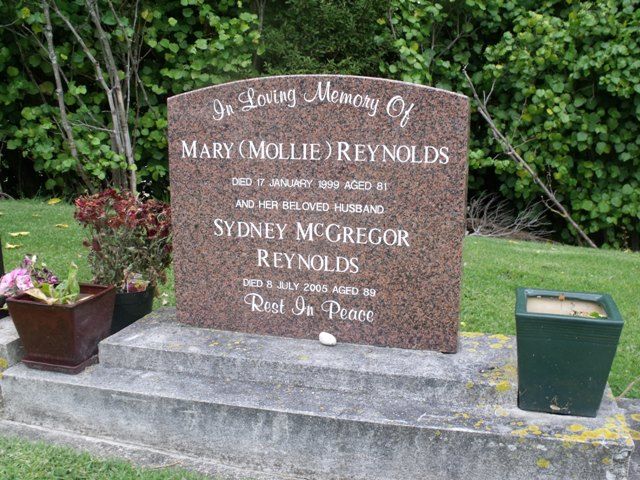 In Loving Memory Of
MARY (MOLLIE) REYNOLDS
DIED 17 JANUARY 1999 AGED 81
AND HER BELOVED HUSBAND
SYDNEY MCGREGOR
REYNOLDS
DIED 8 JULY 2005 AGED 89
Rest In Peace